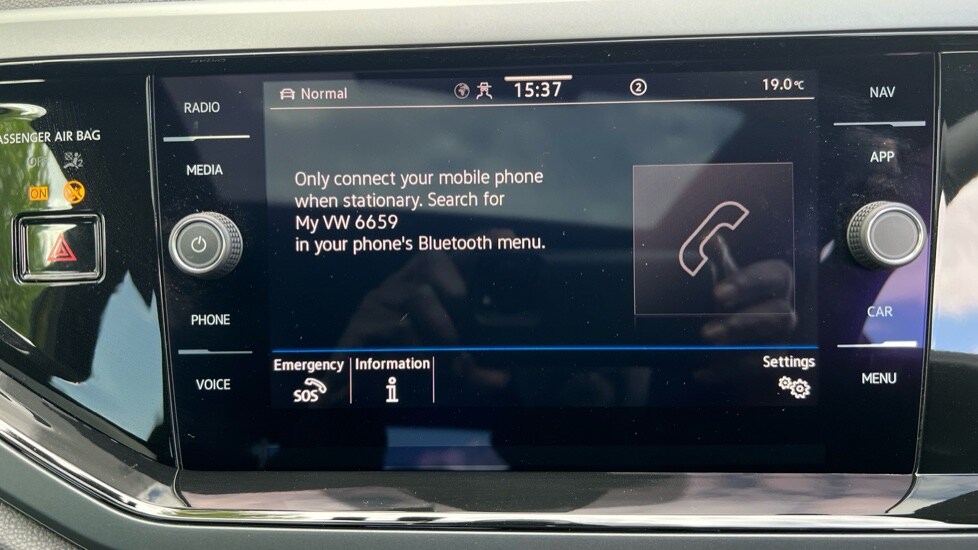 Normal 15:37 2 19.0°C
Only connect your mobile phone
when stationary. Search for
My VW 6659
in your phone's Bluetooth menu.
Emergency Information Settings
SOS i
RADIO
MEDIA
PHONE
VOICE
NAV
APP
CAR
MENU
ASSENGER AIR BAG
OFF
ON